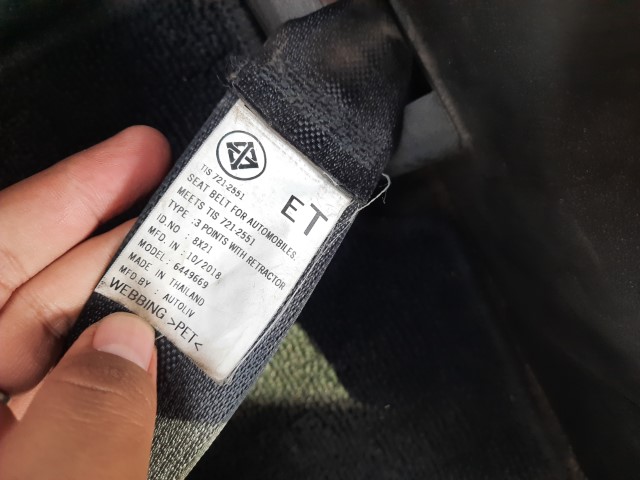 TIS 721-2551
SEAT BELT FOR AUTOMOBILES
MEETS TIS 721-2551
TYPE :3 POINTS WITH RETRACTOR
ID.NO : 8X21
MFD. IN :10/2018
MODEL: 6449669
MADE IN THAILAND
MFD.BY : AUTOLIV
WEBBING >PET<
ET